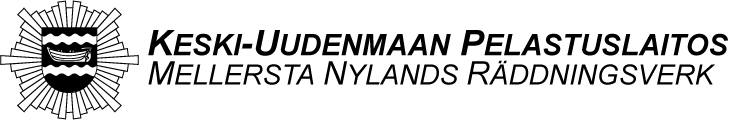 KESKI-UUDENMAAN PELASTUSLAITOS
MELLERSTA NYLANDS RÄDDNINGSVERK